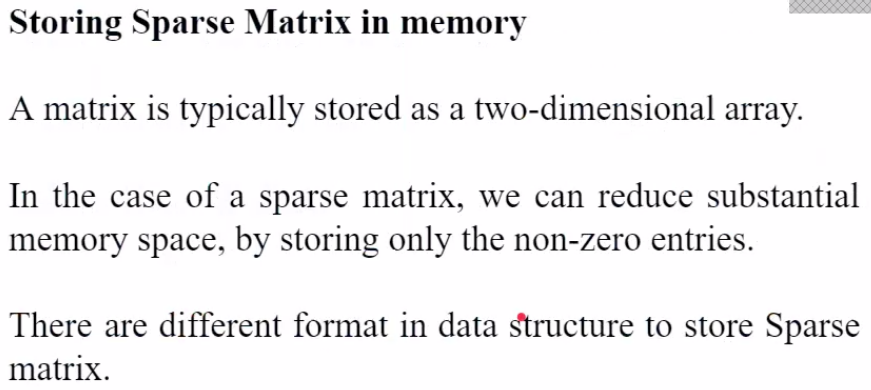 Storing Sparse Matrix in memory
A matrix is typically stored as a two-dimensional array.
In the case of a sparse matrix, we can reduce substantial
memory space, by storing only the non-zero entries.
There are different format in data structure to store Sparse
matrix.